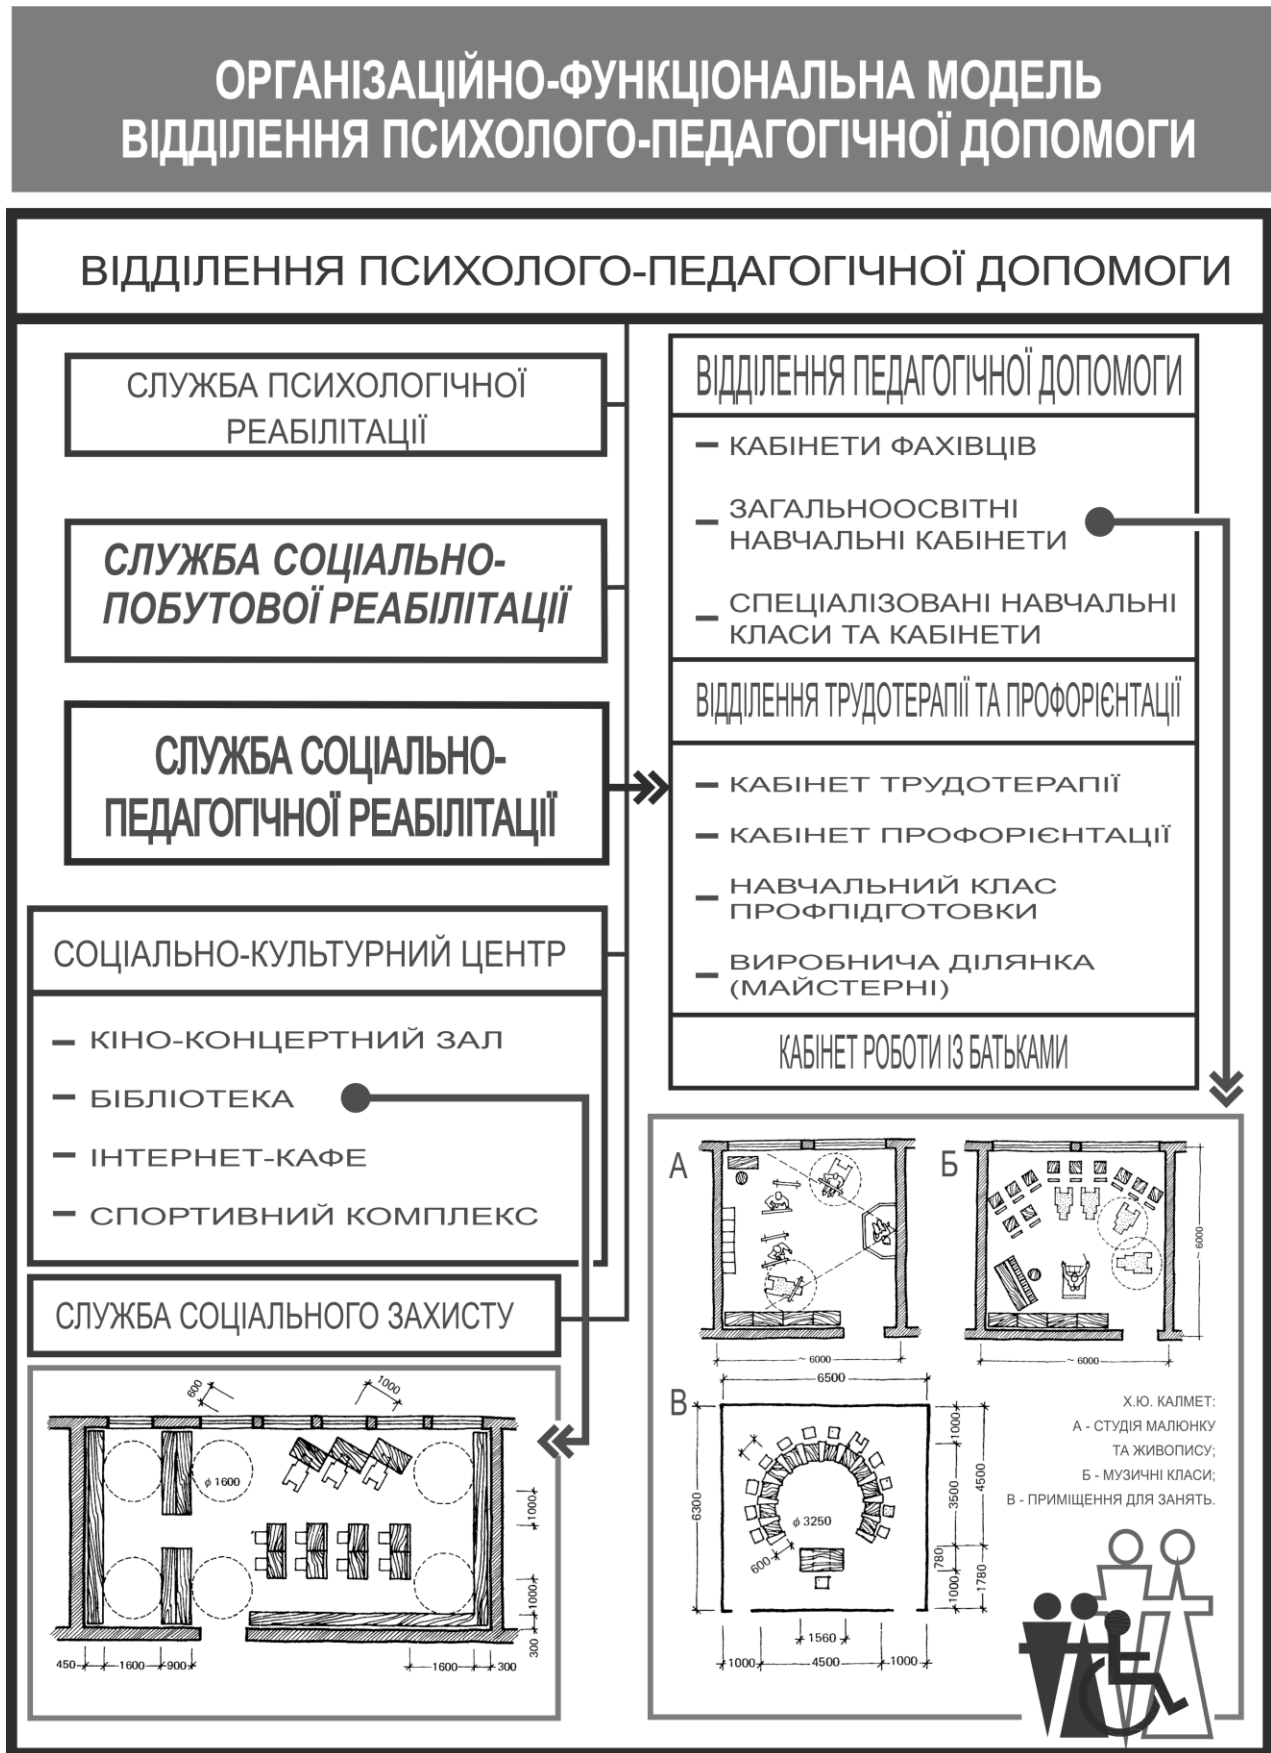 ОРГАНІЗАЦІЙНО-ФУНКЦІОНАЛЬНА МОДЕЛЬ
ВІДДІЛЕННЯ ПСИХОЛОГО-ПЕДАГОГІЧНОЇ ДОПОМОГИ
ВІДДІЛЕННЯ ПСИХОЛОГО-ПЕДАГОГІЧНОЇ ДОПОМОГИ
СЛУЖБА ПСИХОЛОГІЧНОЇ
РЕАБІЛІТАЦІЇ
СЛУЖБА СОЦІАЛЬНО-
ПОБУТОВОЇ РЕАБІЛІТАЦІЇ
СЛУЖБА СОЦІАЛЬНО-
ПЕДАГОГІЧНОЇ РЕАБІЛІТАЦІЇ
СОЦІАЛЬНО-КУЛЬТУРНИЙ ЦЕНТР
– КІНО-КОНЦЕРТНИЙ ЗАЛ
– БІБЛІОТЕКА
– ІНТЕРНЕТ-КАФЕ
– СПОРТИВНИЙ КОМПЛЕКС
СЛУЖБА СОЦІАЛЬНОГО ЗАХИСТУ
ВІДДІЛЕННЯ ПЕДАГОГІЧНОЇ ДОПОМОГИ
– КАБІНЕТИ ФАХІВЦІВ
– ЗАГАЛЬНООСВІТНІ
НАВЧАЛЬНІ КАБІНЕТИ
– СПЕЦІАЛІЗОВАНІ НАВЧАЛЬНІ
КЛАСИ ТА КАБІНЕТИ
ВІДДІЛЕННЯ ТРУДОТЕРАПІЇ ТА ПРОФОРІЄНТАЦІЇ
– КАБІНЕТ ТРУДОТЕРАПІЇ
– КАБІНЕТ ПРОФОРІЄНТАЦІЇ
– НАВЧАЛЬНИЙ КЛАС
ПРОФПІДГОТОВКИ
– ВИРОБНИЧА ДІЛЯНКА
(МАЙСТЕРНІ)
КАБІНЕТ РОБОТИ ІЗ БАТЬКАМИ
600
1000
ϕ 1600
1000
1000
300
450
1600
900
1600
300
А
~ 6000
Б
~ 6000
~ 6000
В
6500
6300
ϕ 3250
600
1000
3500
4500
780
1000
1780
1560
1000
4500
1000
Х.Ю. КАЛМЕТ:
А - СТУДІЯ МАЛЮНКУ
ТА ЖИВОПИСУ;
Б - МУЗИЧНІ КЛАСИ;
В - ПРИМІЩЕННЯ ДЛЯ ЗАНЯТЬ.